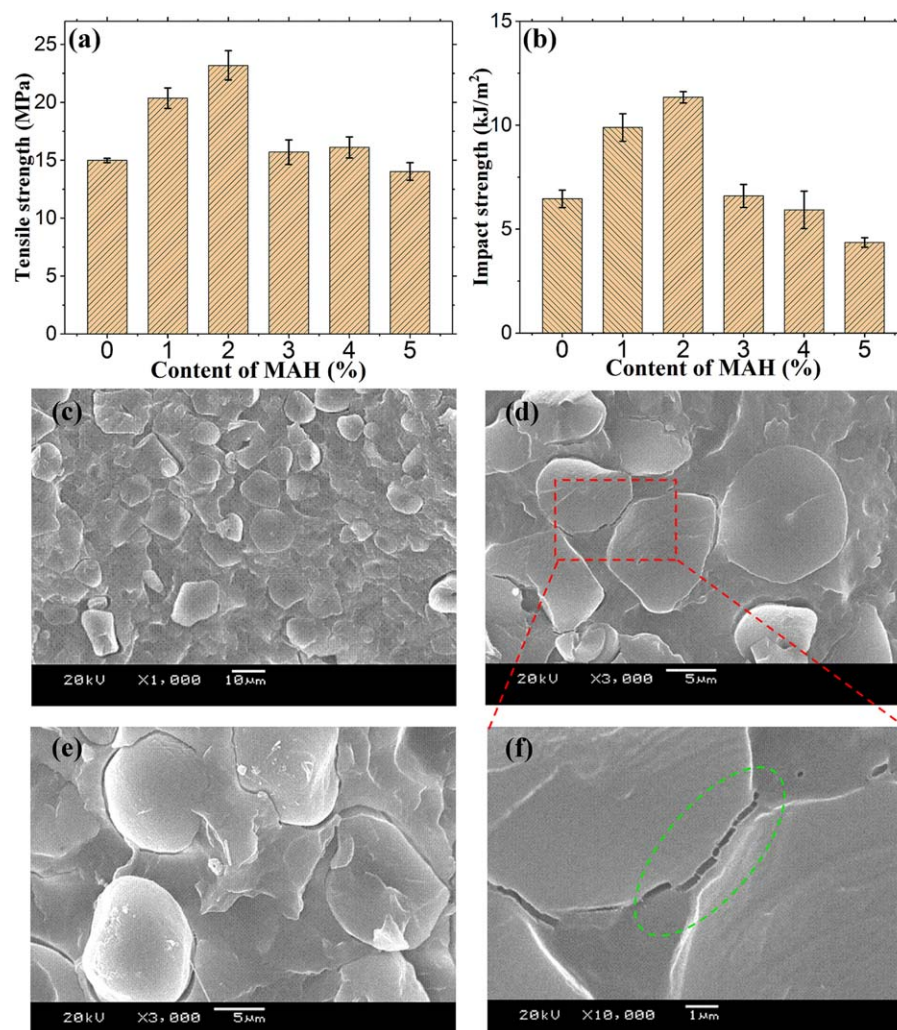 (a)
Tensile strength (MPa)
25
20
15
10
5
0
0 1 2 3 4 5
Content of MAH (%)
(b)
Impact strength (kJ/m²)
15
10
5
0
0 1 2 3 4 5
Content of MAH (%)
(c)
20kV X1,000 10μm
(d)
20kV X3,000 5μm
(e)
20kV X3,000 5μm
(f)
20kV X10,000 1μm